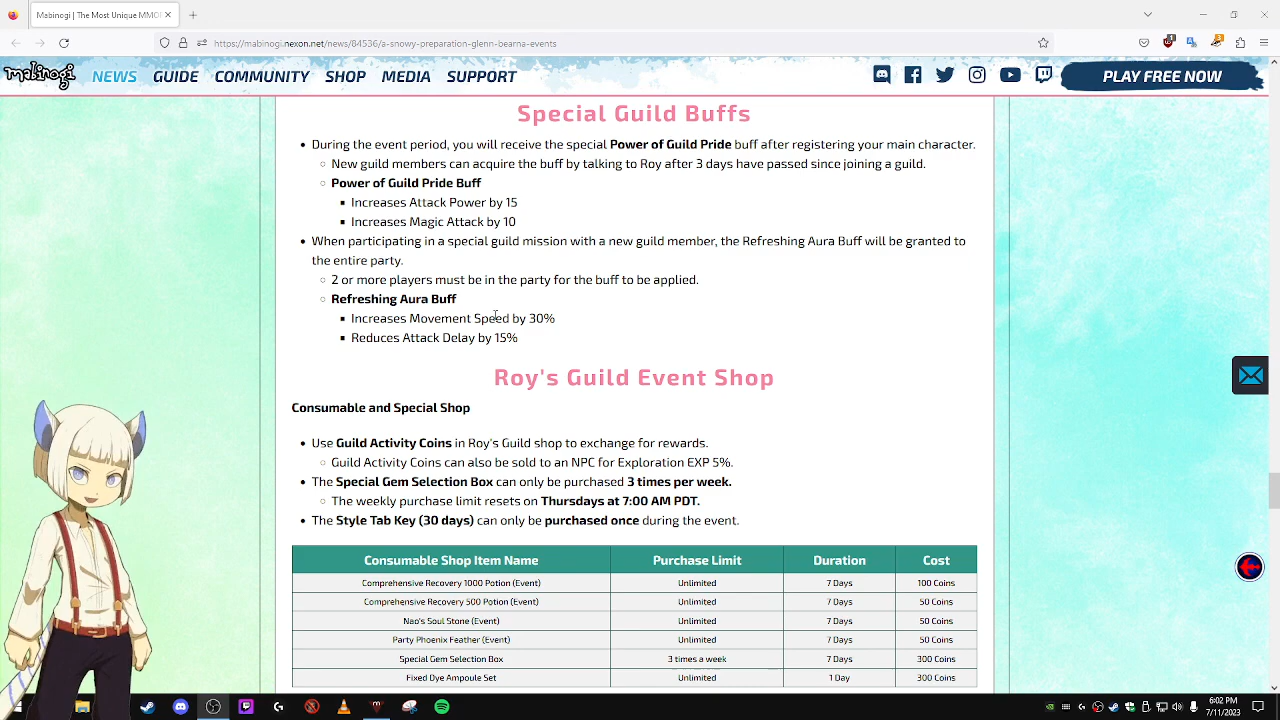 Mabinogi | The Most Unique MMOR
https://mabinogi.nexon.net/news/84536/a-snowy-preparation-glenn-bearna-events
mabinogi
NEWS GUIDE COMMUNITY SHOP MEDIA SUPPORT
PLAY FREE NOW
Special Guild Buffs
During the event period, you will receive the special Power of Guild Pride buff after registering your main character.
New guild members can acquire the buff by talking to Roy after 3 days have passed since joining a guild.
Power of Guild Pride Buff
Increases Attack Power by 15
Increases Magic Attack by 10
When participating in a special guild mission with a new guild member, the Refreshing Aura Buff will be granted to
the entire party.
2 or more players must be in the party for the buff to be applied.
Refreshing Aura Buff
Increases Movement Speed by 30%
Reduces Attack Delay by 15%
Roy's Guild Event Shop
Consumable and Special Shop
Use Guild Activity Coins in Roy's Guild shop to exchange for rewards.
Guild Activity Coins can also be sold to an NPC for Exploration EXP 5%.
The Special Gem Selection Box can only be purchased 3 times per week.
The weekly purchase limit resets on Thursdays at 7:00 AM PDT.
The Style Tab Key (30 days) can only be purchased once during the event.
Consumable Shop Item Name Purchase Limit Duration Cost
Comprehensive Recovery 1000 Potion (Event) Unlimited 7 Days 100 Coins
Comprehensive Recovery 500 Potion (Event) Unlimited 7 Days 50 Coins
Nao's Soul Stone (Event) Unlimited 7 Days 50 Coins
Party Phoenix Feather (Event) Unlimited 7 Days 50 Coins
Special Gem Selection Box 3 times a week 7 Days 300 Coins
Fixed Dye Ampoule Set Unlimited 1 Day 300 Coins
6:02 PM
7/11/2023